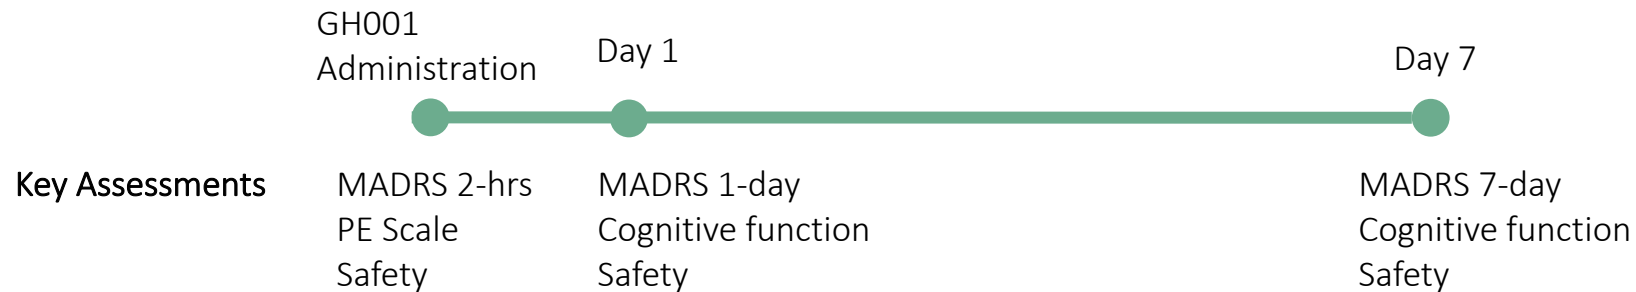 GH001
Administration
Day 1
Day 7
Key Assessments
MADRS 2-hrs
PE Scale
Safety
MADRS 1-day
Cognitive function
Safety
MADRS 7-day
Cognitive function
Safety